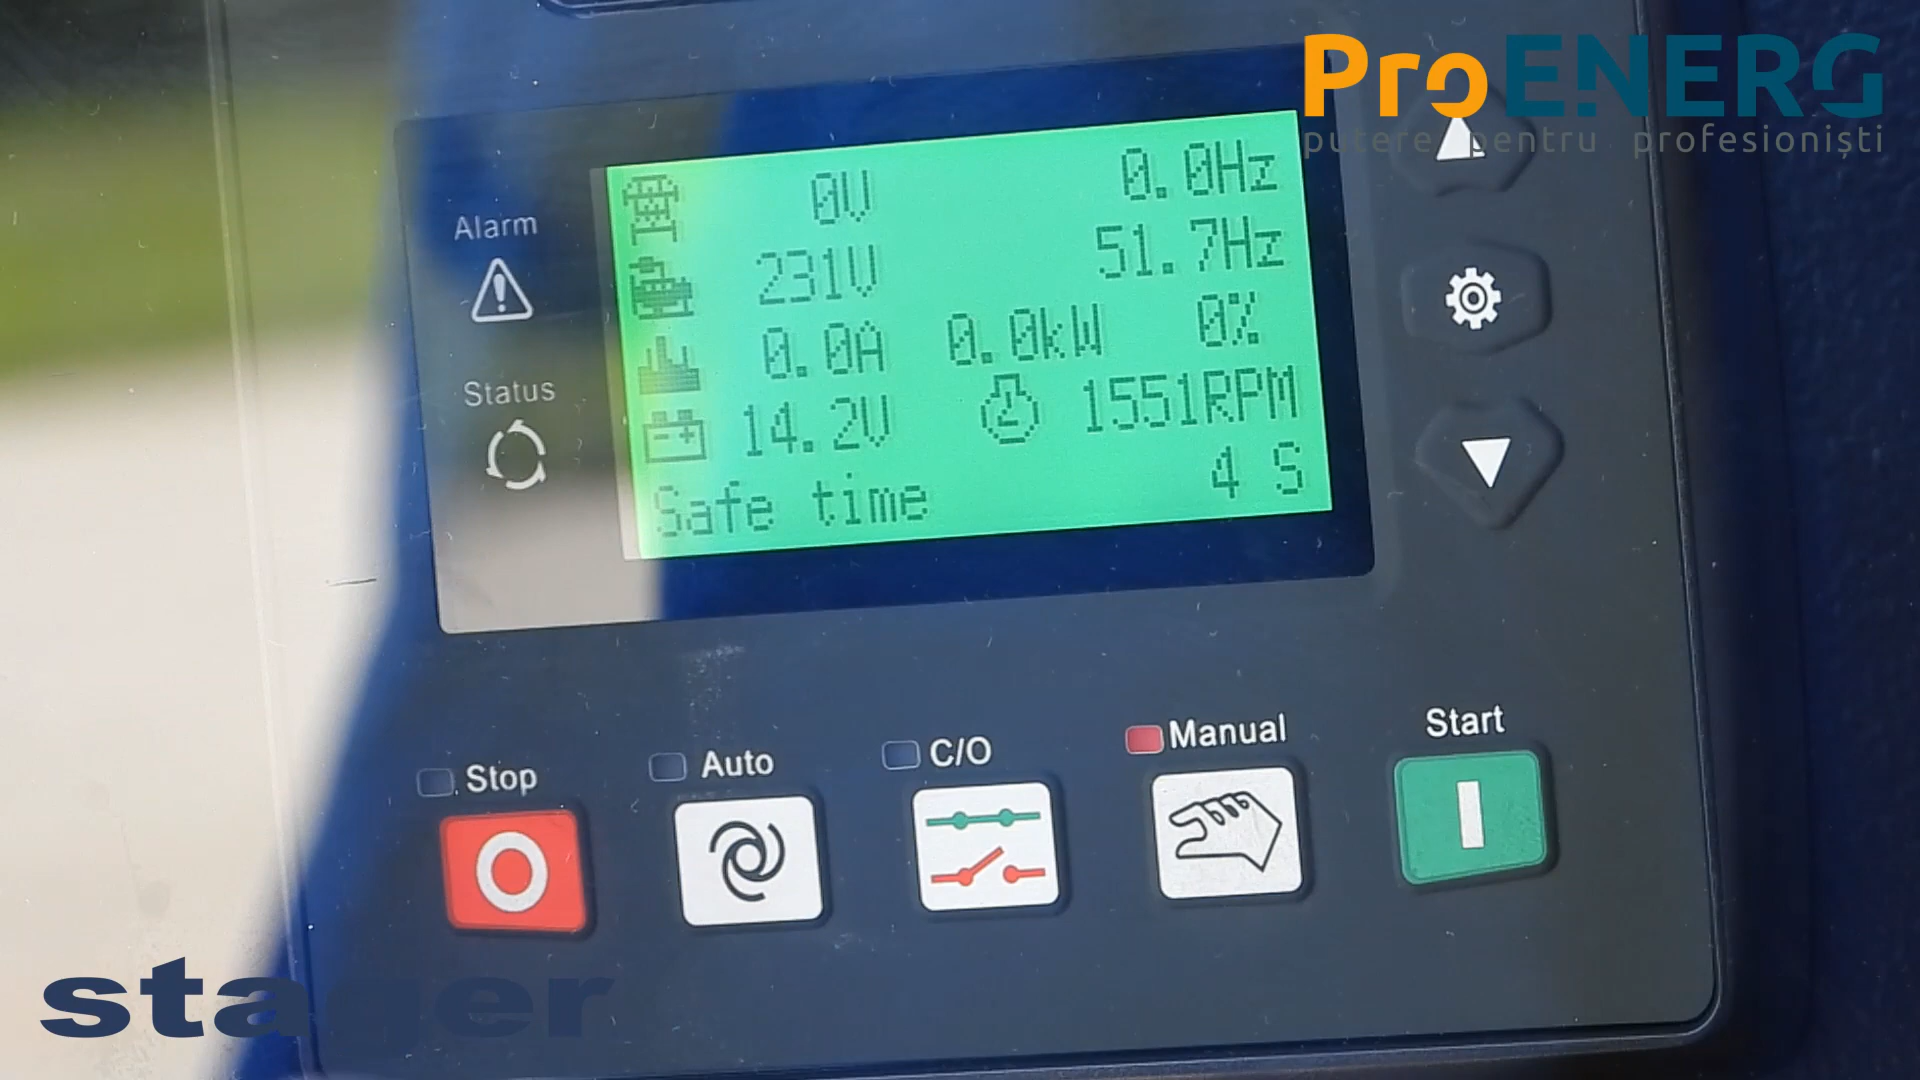 ProENERG
putere pentru profesioniști
Alarm
Status
0V 0.0Hz
231V 51.7Hz
0.0A 0.0kW 0%
14.2V 1551RPM
Safe time 4 S
Stop
Auto
C/O
Manual
Start
stager